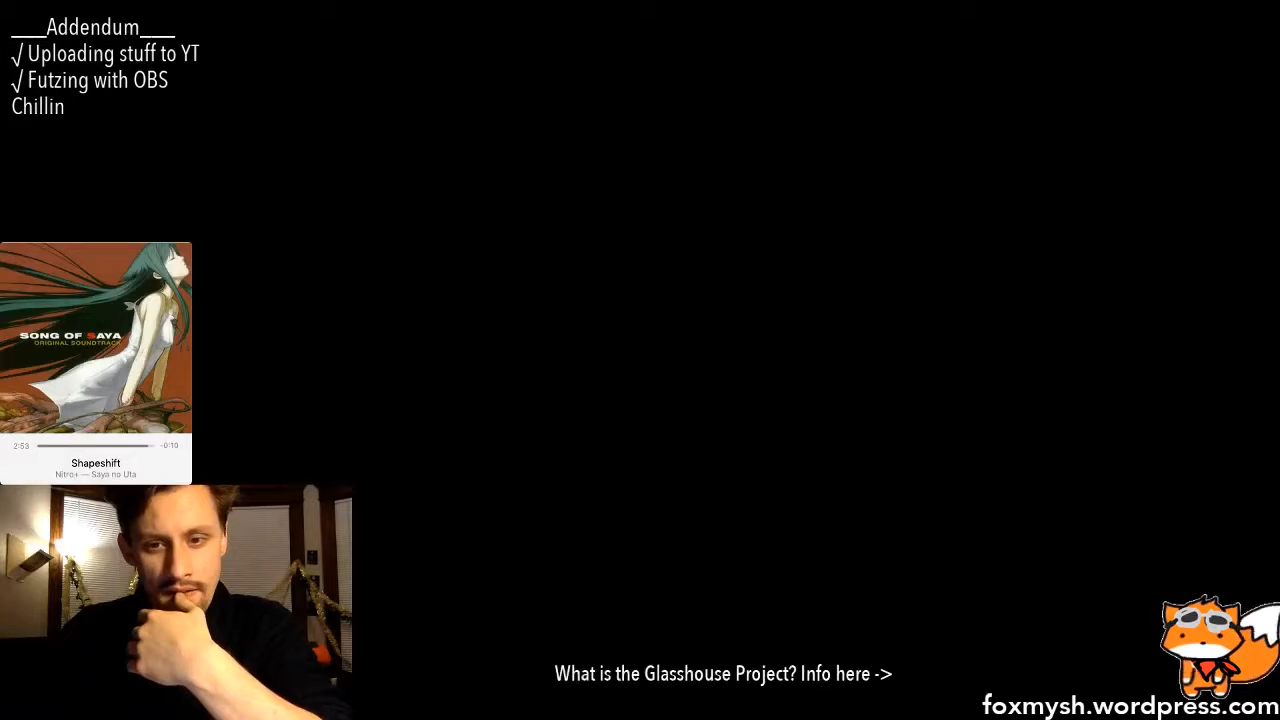 ___Addendum___
√ Uploading stuff to YT
√ Futzing with OBS
Chillin
SONG OF SAYA
ORIGINAL SOUNDTRACK
2:53
-0:10
Shapeshift
Nitro+ — Saya no Uta
What is the Glasshouse Project? Info here ->
foxmysh.wordpress.com